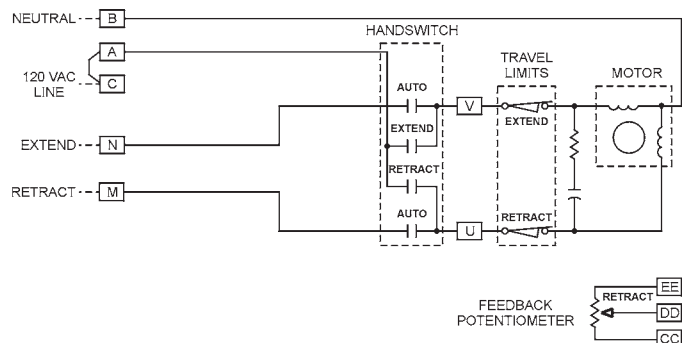 NEUTRAL
B
HANDSWITCH
A
120 VAC
LINE
C
TRAVEL
LIMITS
MOTOR
AUTO
V
EXTEND
EXTEND
EXTEND
N
RETRACT
RETRACT
M
AUTO
RETRACT
U
FEEDBACK
POTENTIOMETER
RETRACT
EE
DD
CC